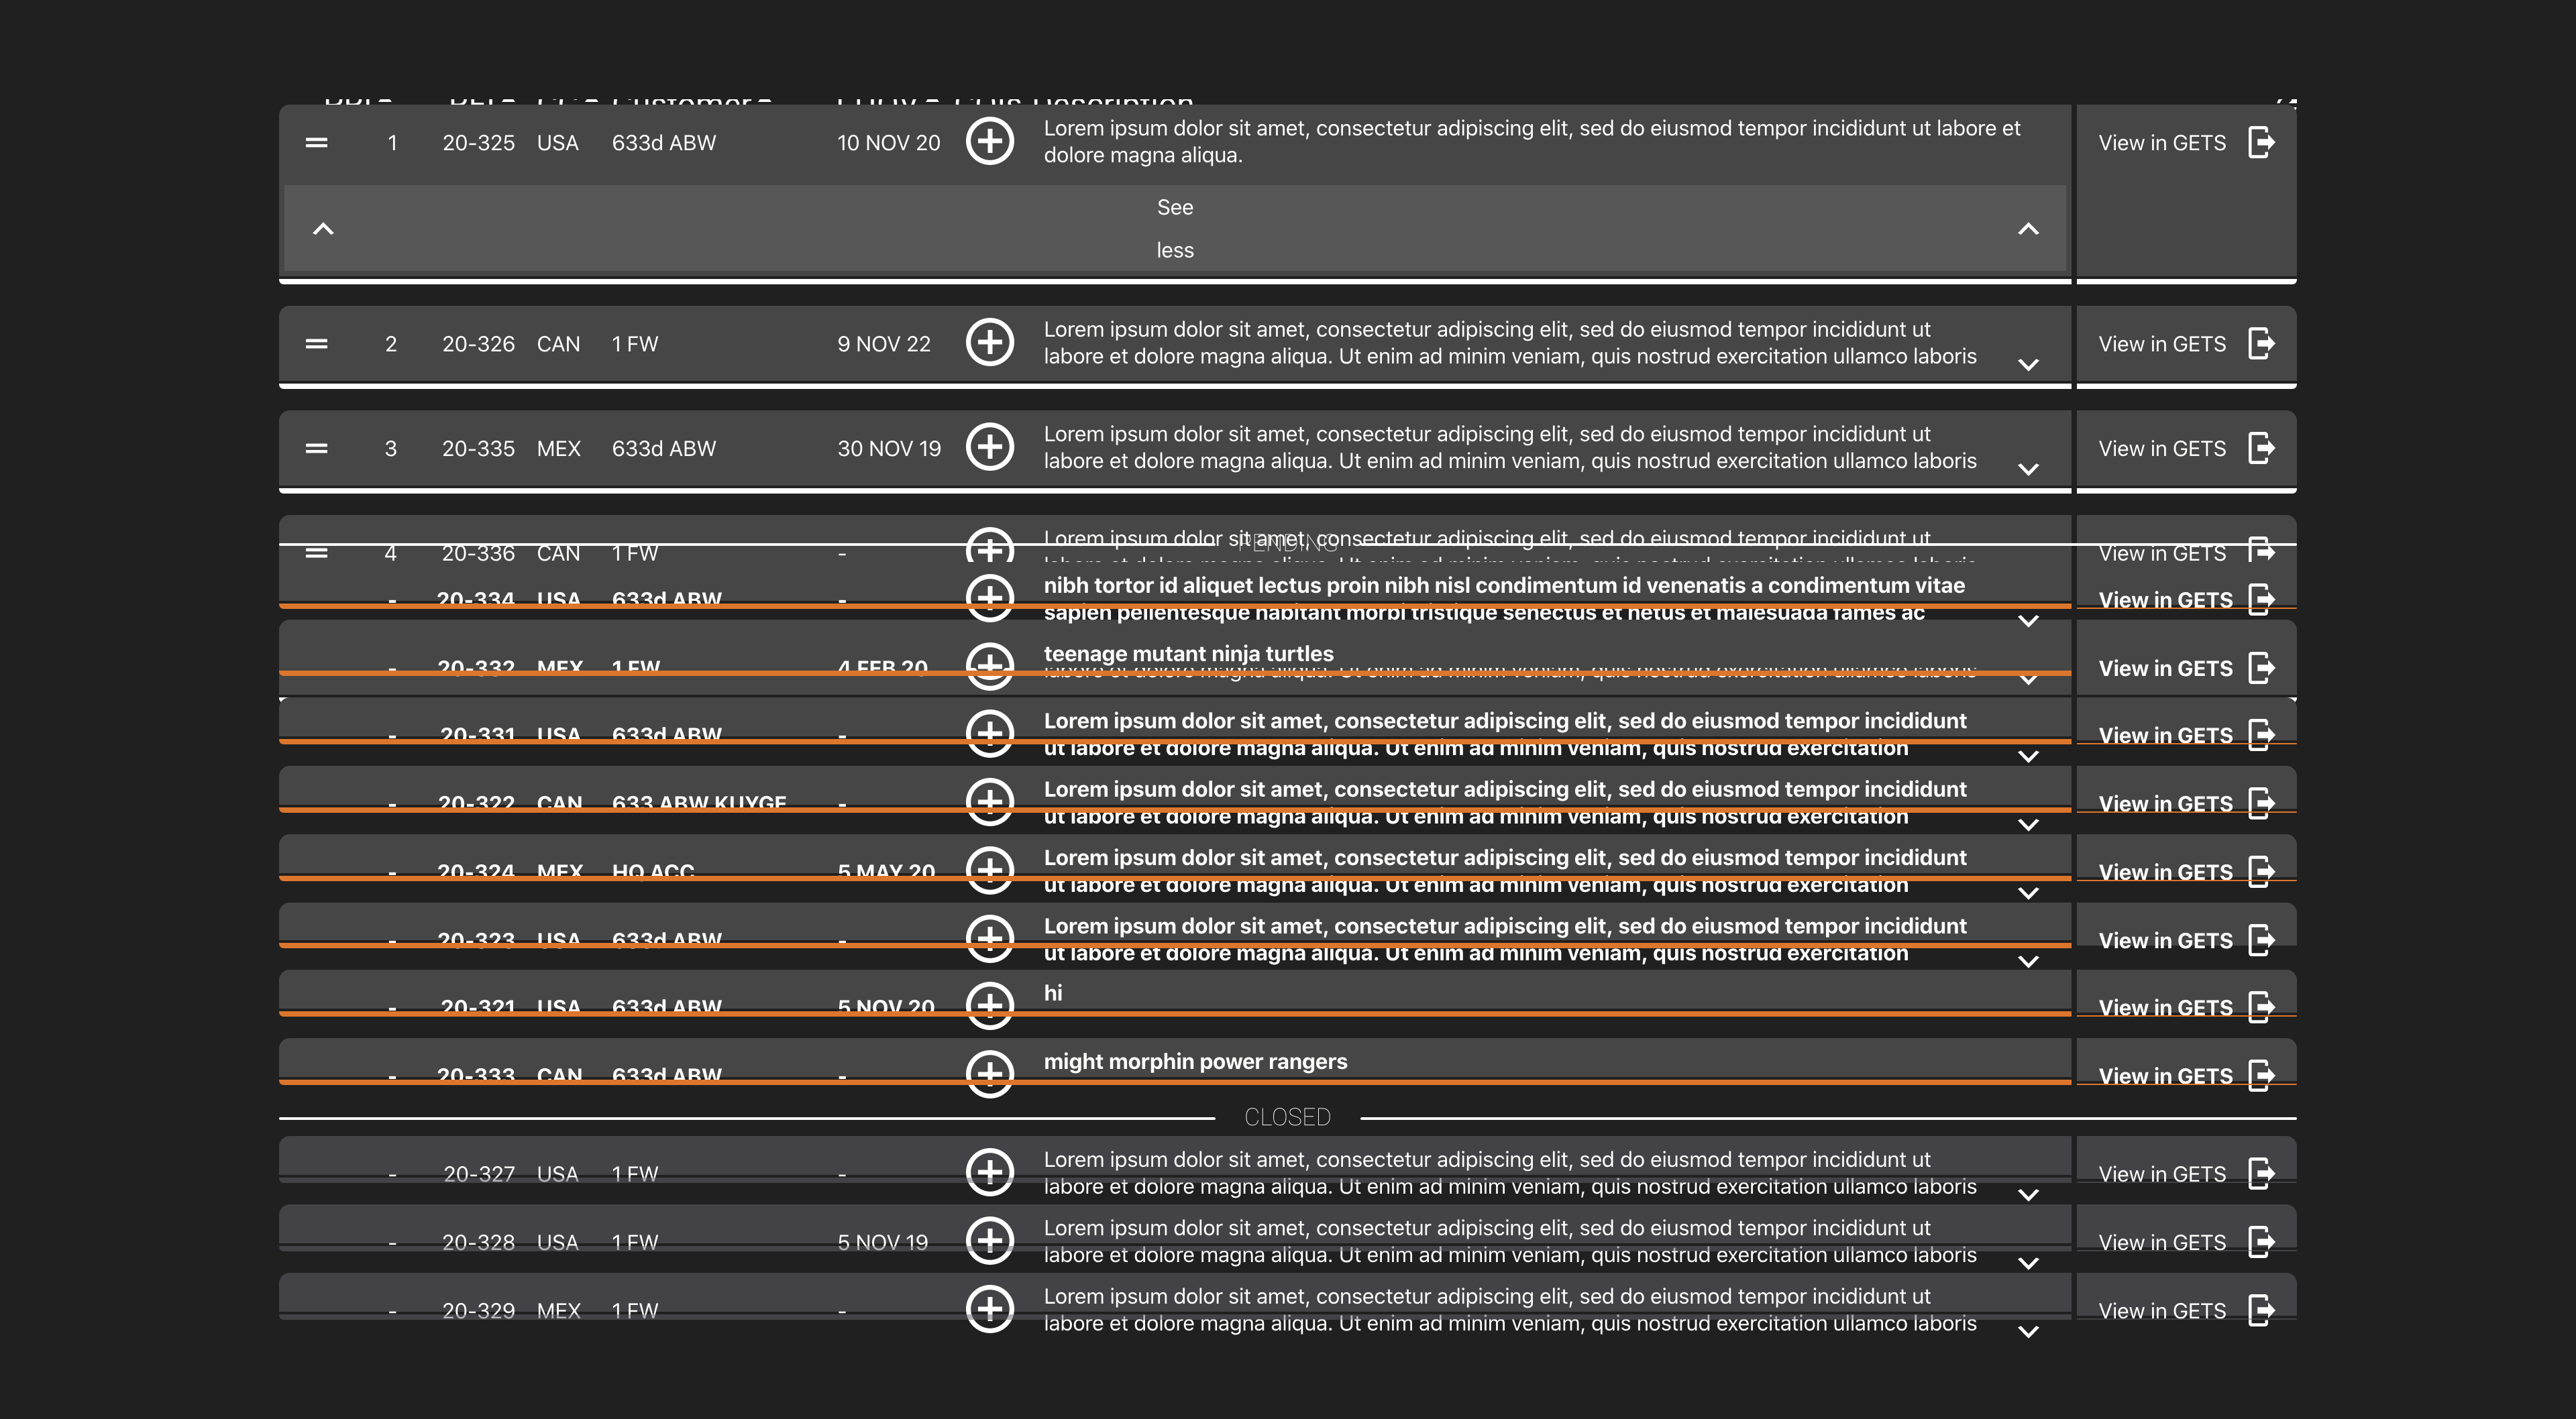 PRI RFI CC Customer LUOV COIs Description
1 20-325 USA 633d ABW 10 NOV 20 Lorem ipsum dolor sit amet, consectetur adipiscing elit, sed do eiusmod tempor incididunt ut labore et View in GETS
dolore magna aliqua.
See
less
2 20-326 CAN 1 FW 9 NOV 22 Lorem ipsum dolor sit amet, consectetur adipiscing elit, sed do eiusmod tempor incididunt ut View in GETS
labore et dolore magna aliqua. Ut enim ad minim veniam, quis nostrud exercitation ullamco laboris
3 20-335 MEX 633d ABW 30 NOV 19 Lorem ipsum dolor sit amet, consectetur adipiscing elit, sed do eiusmod tempor incididunt ut View in GETS
labore et dolore magna aliqua. Ut enim ad minim veniam, quis nostrud exercitation ullamco laboris
PENDING
4 20-336 CAN 1 FW - Lorem ipsum dolor sit amet, consectetur adipiscing elit, sed do eiusmod tempor incididunt ut View in GETS
- 20-334 USA 633d ABW - nibh tortor id aliquet lectus proin nibh nisl condimentum id venenatis a condimentum vitae View in GETS
sapien pellentesque habitant morbi tristique senectus et netus et malesuada fames ac
- 20-332 MEX 1 FW 4 FEB 20 teenage mutant ninja turtles View in GETS
labore et dolore magna aliqua. Ut enim ad minim veniam, quis nostrud exercitation ullamco laboris
- 20-331 USA 633d ABW - Lorem ipsum dolor sit amet, consectetur adipiscing elit, sed do eiusmod tempor incididunt View in GETS
ut labore et dolore magna aliqua. Ut enim ad minim veniam, quis nostrud exercitation
- 20-322 CAN 633 ABW KUYGF - Lorem ipsum dolor sit amet, consectetur adipiscing elit, sed do eiusmod tempor incididunt View in GETS
ut labore et dolore magna aliqua. Ut enim ad minim veniam, quis nostrud exercitation
- 20-324 MEX HQ ACC 5 MAY 20 Lorem ipsum dolor sit amet, consectetur adipiscing elit, sed do eiusmod tempor incididunt View in GETS
ut labore et dolore magna aliqua. Ut enim ad minim veniam, quis nostrud exercitation
- 20-323 USA 633d ABW - Lorem ipsum dolor sit amet, consectetur adipiscing elit, sed do eiusmod tempor incididunt View in GETS
ut labore et dolore magna aliqua. Ut enim ad minim veniam, quis nostrud exercitation
- 20-321 USA 633d ABW 5 NOV 20 hi View in GETS
- 20-333 CAN 633d ABW - might morphin power rangers View in GETS
CLOSED
- 20-327 USA 1 FW - Lorem ipsum dolor sit amet, consectetur adipiscing elit, sed do eiusmod tempor incididunt ut View in GETS
labore et dolore magna aliqua. Ut enim ad minim veniam, quis nostrud exercitation ullamco laboris
- 20-328 USA 1 FW 5 NOV 19 Lorem ipsum dolor sit amet, consectetur adipiscing elit, sed do eiusmod tempor incididunt ut View in GETS
labore et dolore magna aliqua. Ut enim ad minim veniam, quis nostrud exercitation ullamco laboris
- 20-329 MEX 1 FW - Lorem ipsum dolor sit amet, consectetur adipiscing elit, sed do eiusmod tempor incididunt ut View in GETS
labore et dolore magna aliqua. Ut enim ad minim veniam, quis nostrud exercitation ullamco laboris